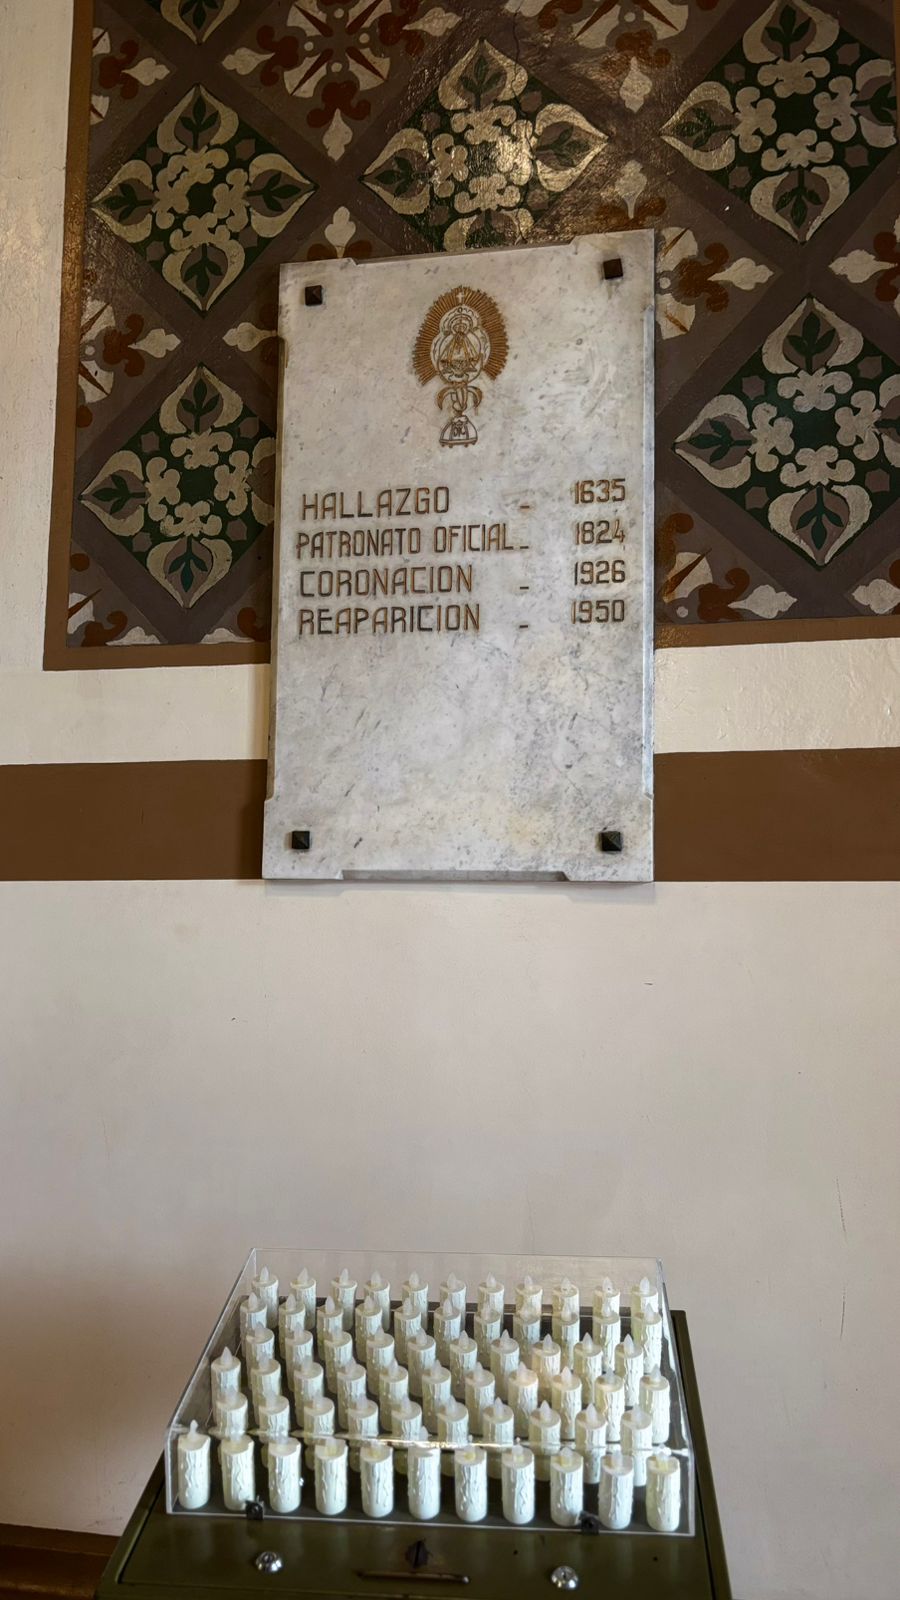 HALLAZGO - 1635
PATRONATO OFICIAL - 1824
CORONACION - 1926
REAPARICION - 1950